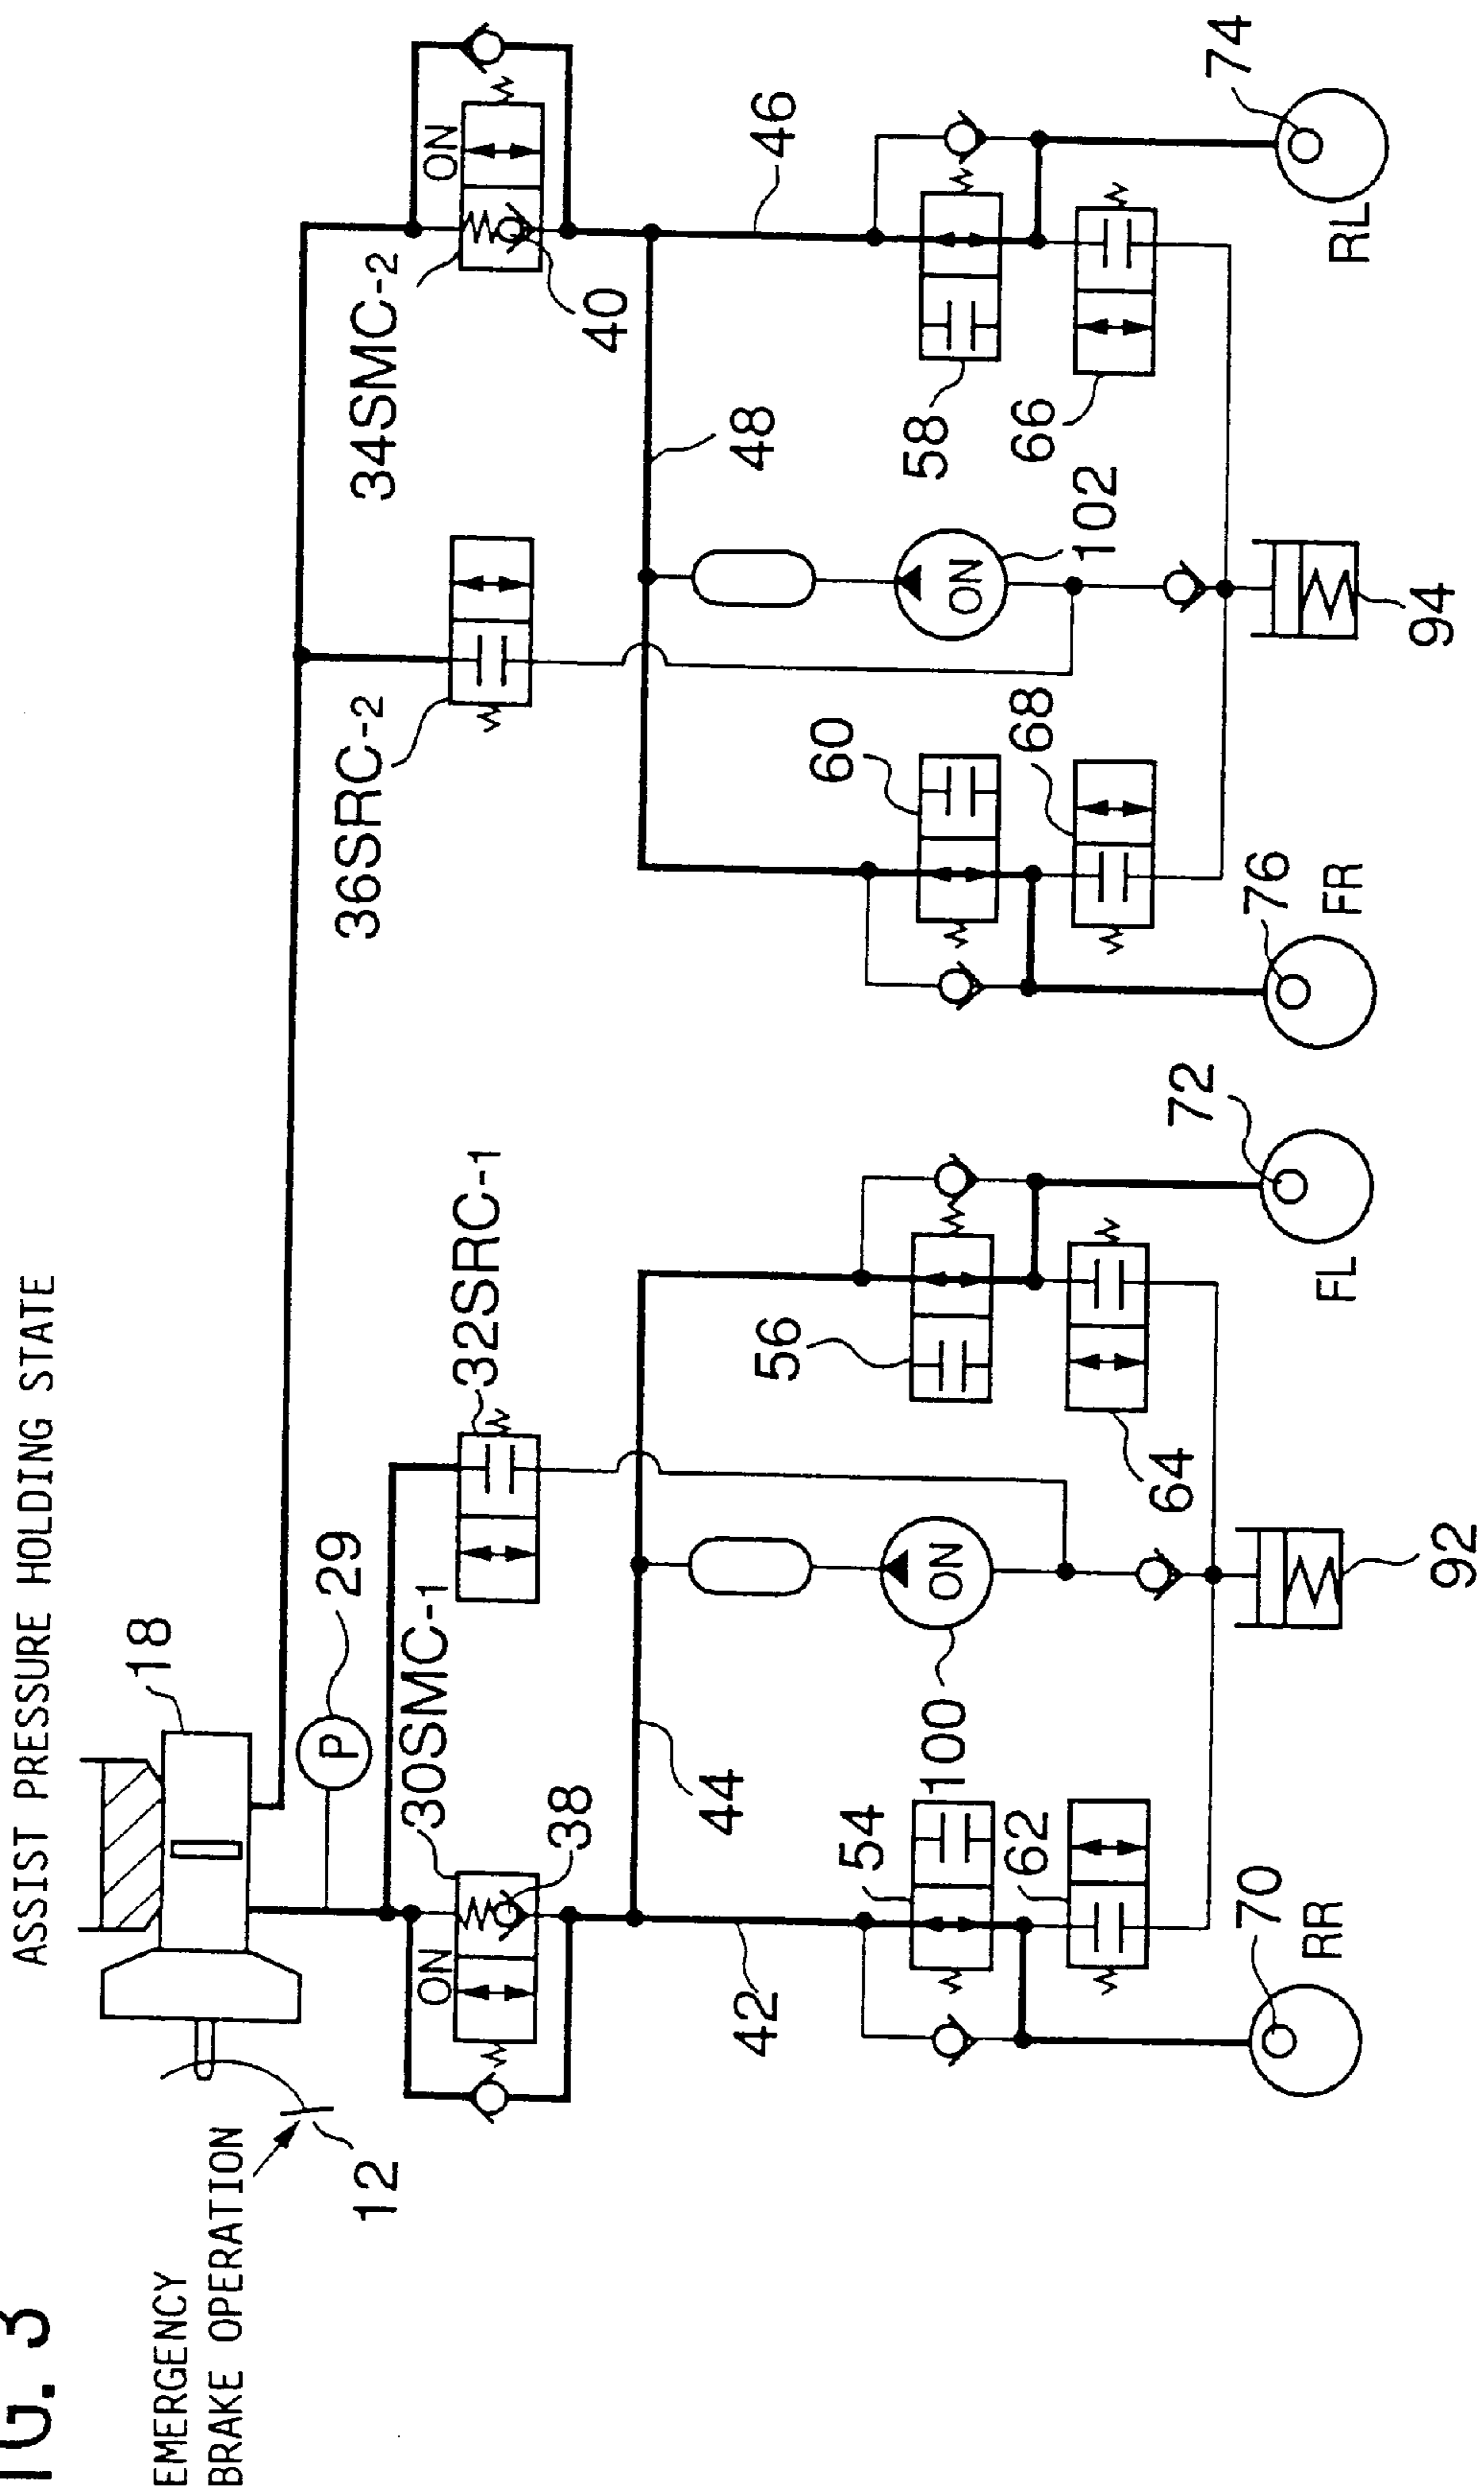 IG. 3
ASSIST PRESSURE HOLDING STATE
EMERGENCY
BRAKE OPERATION
12
18
29
P
30SMC-1
ON
38
32SRC-1
36SRC-2
34SMC-2
ON
40
42
44
48
46
54
100
ON
56
60
102
ON
58
62
64
68
66
70
RR
92
72
FL
76
FR
94
74
RL